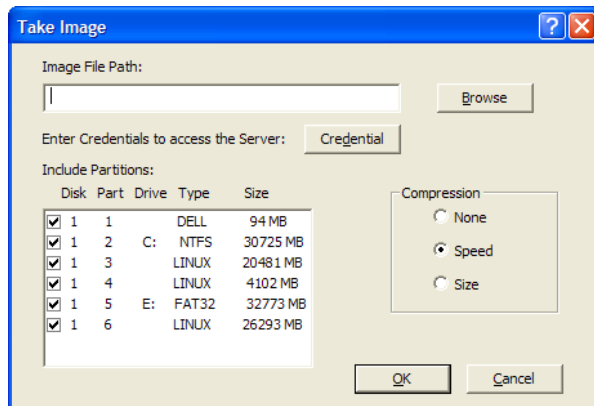 Take Image
Image File Path:
Browse
Enter Credentials to access the Server: Credential
Include Partitions:
Disk Part Drive Type Size
1 1 DELL 94 MB
1 2 C: NTFS 30725 MB
1 3 LINUX 20481 MB
1 4 LINUX 4102 MB
1 5 E: FAT32 32773 MB
1 6 LINUX 26293 MB
Compression
None
Speed
Size
OK Cancel